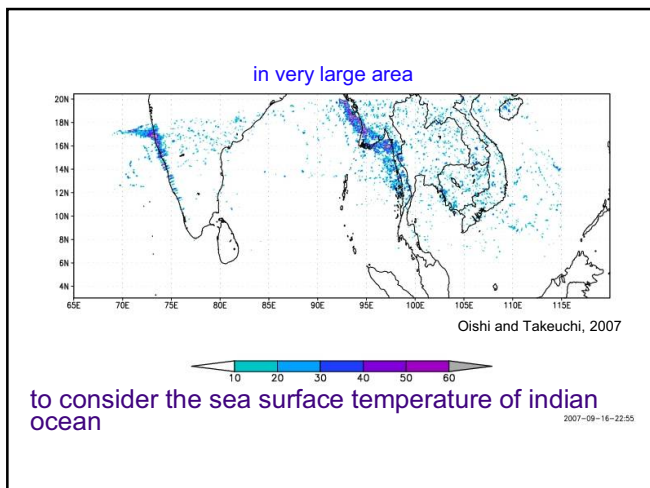 in very large area
20N
18N
16N
14N
12N
10N
8N
6N
4N
65E 70E 75E 80E 85E 90E 95E 100E 105E 110E 115E
Oishi and Takeuchi, 2007
10 20 30 40 50 60
to consider the sea surface temperature of indian
ocean
2007-09-16-22:55